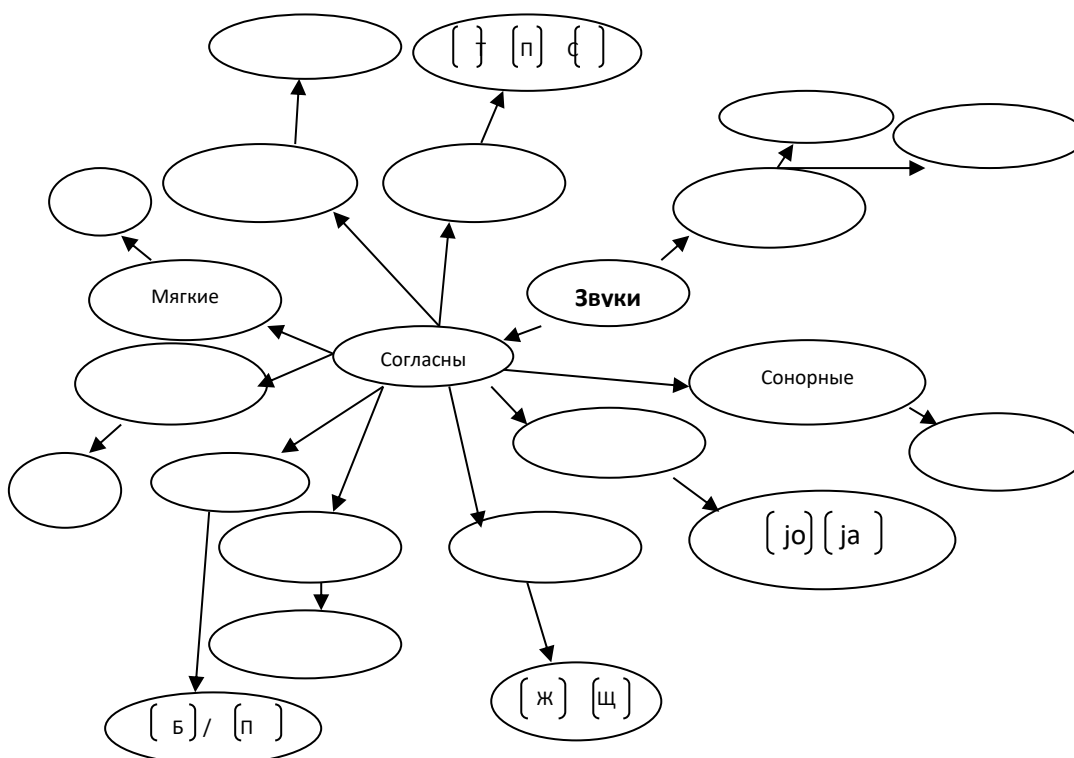 [ т ] [ п ] [ с ]
Мягкие
Звуки
Согласны
Сонорные
[ jo ] [ ja ]
[ Ж ] [ Щ ]
[ Б ] / [ П ]